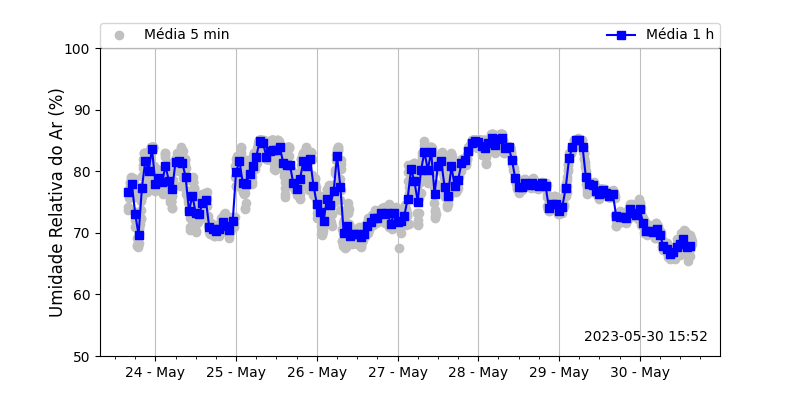 Média 5 min
Média 1 h
Umidade Relativa do Ar (%)
100
90
80
70
60
50
2023-05-30 15:52
24 - May
25 - May
26 - May
27 - May
28 - May
29 - May
30 - May